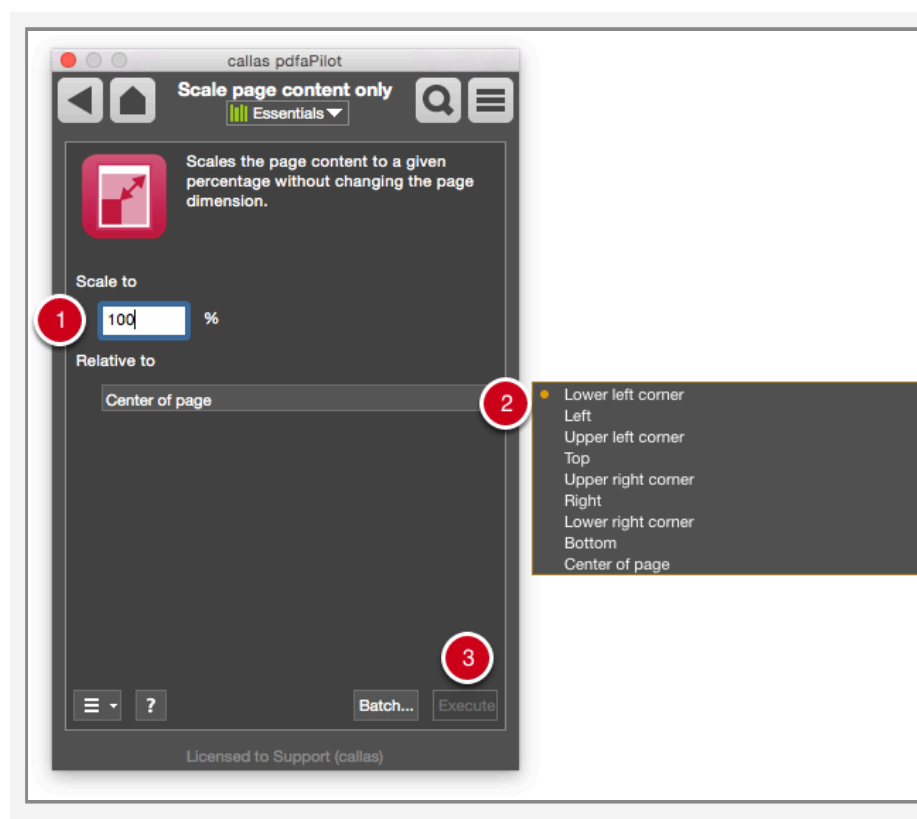 callas pdfaPilot
Scale page content only
Essentials
Scales the page content to a given
percentage without changing the page
dimension.
Scale to
1
100
%
Relative to
Center of page
2
Lower left corner
Left
Upper left corner
Top
Upper right corner
Right
Lower right corner
Bottom
Center of page
3
?
Batch...
Execute
Licensed to Support (callas)